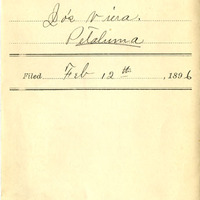 Jos Viera.
Petaluma
Filed Feb 12th, 1896